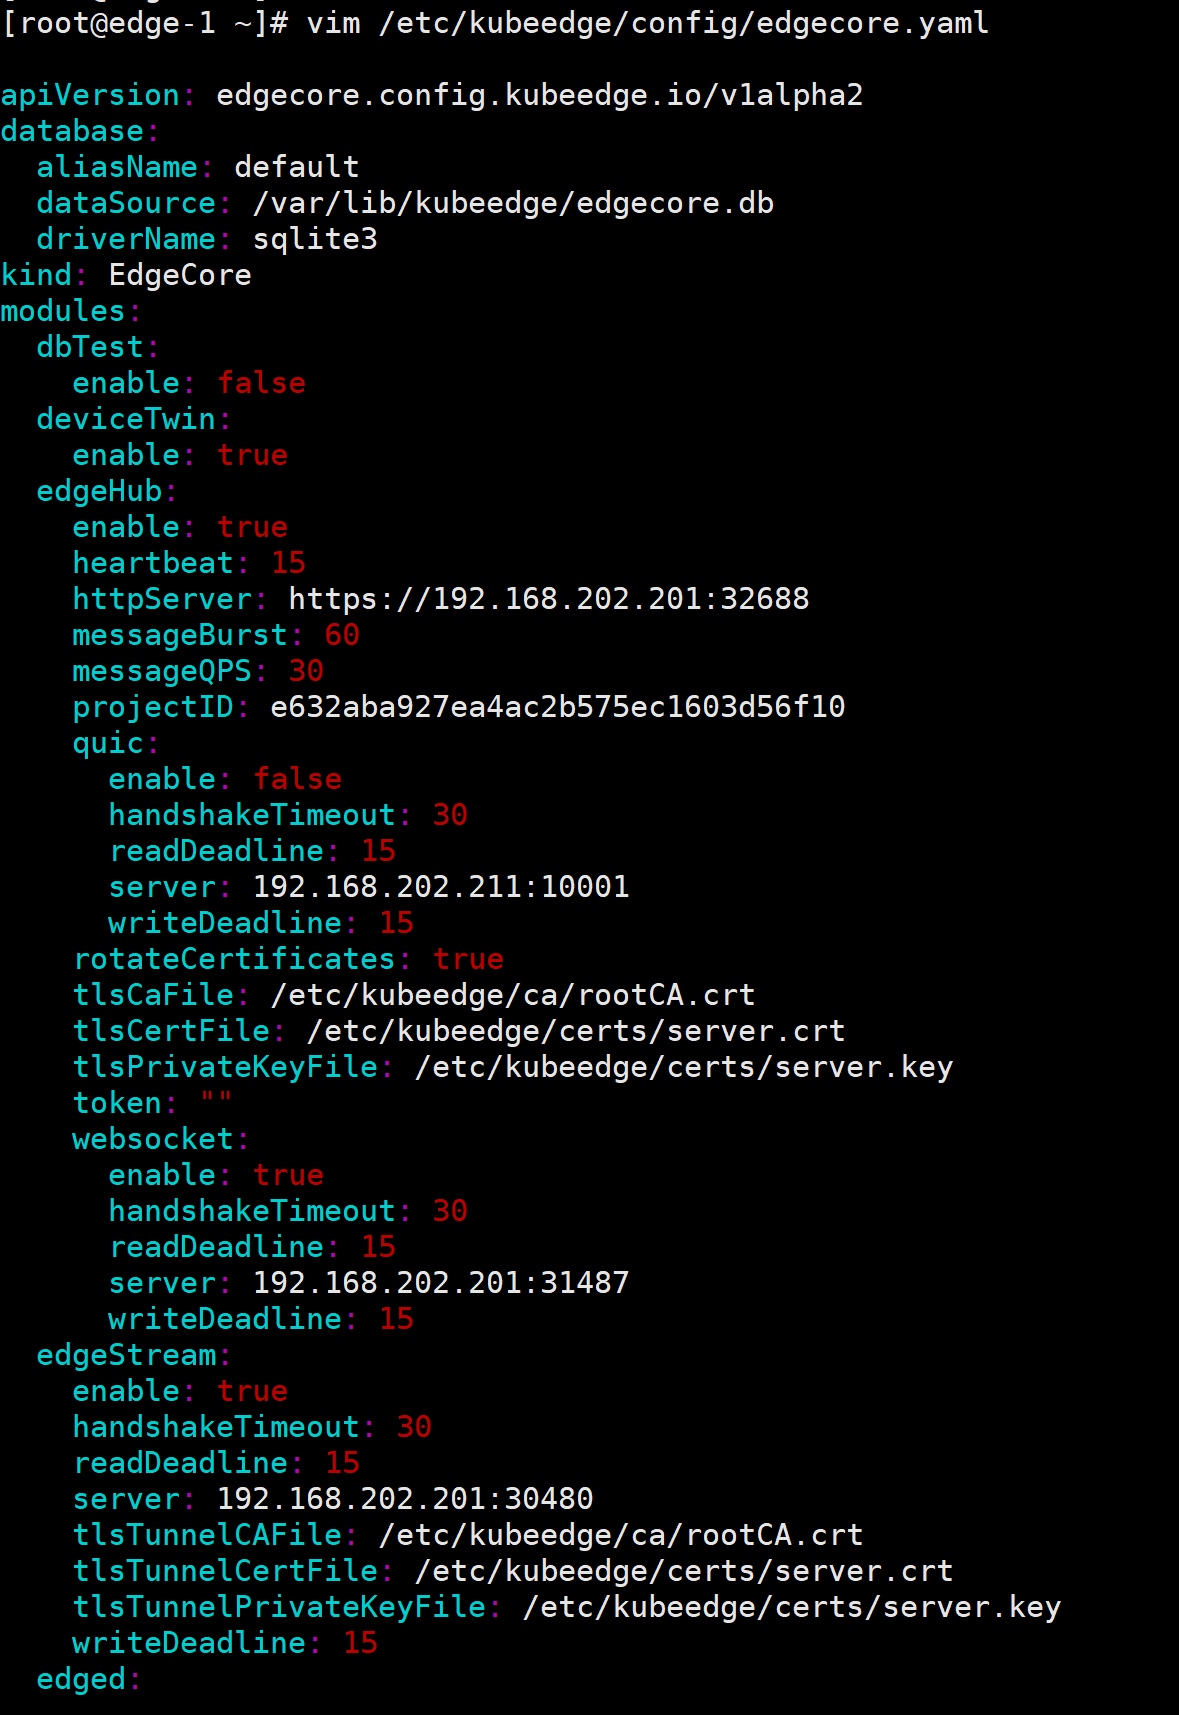 [root@edge-1 ~]# vim /etc/kubeedge/config/edgecore.yaml
apiVersion: edgecore.config.kubeedge.io/v1alpha2
database:
  aliasName: default
  dataSource: /var/lib/kubeedge/edgecore.db
  driverName: sqlite3
kind: EdgeCore
modules:
  dbTest:
    enable: false
  deviceTwin:
    enable: true
  edgeHub:
    enable: true
    heartbeat: 15
    httpServer: https://192.168.202.201:32688
    messageBurst: 60
    messageQPS: 30
    projectID: e632aba927ea4ac2b575ec1603d56f10
    quic:
      enable: false
      handshakeTimeout: 30
      readDeadline: 15
      server: 192.168.202.211:10001
      writeDeadline: 15
    rotateCertificates: true
    tlsCaFile: /etc/kubeedge/ca/rootCA.crt
    tlsCertFile: /etc/kubeedge/certs/server.crt
    tlsPrivateKeyFile: /etc/kubeedge/certs/server.key
    token: ""
    websocket:
      enable: true
      handshakeTimeout: 30
      readDeadline: 15
      server: 192.168.202.201:31487
      writeDeadline: 15
  edgeStream:
    enable: true
    handshakeTimeout: 30
    readDeadline: 15
    server: 192.168.202.201:30480
    tlsTunnelCAFile: /etc/kubeedge/ca/rootCA.crt
    tlsTunnelCertFile: /etc/kubeedge/certs/server.crt
    tlsTunnelPrivateKeyFile: /etc/kubeedge/certs/server.key
    writeDeadline: 15
  edged: